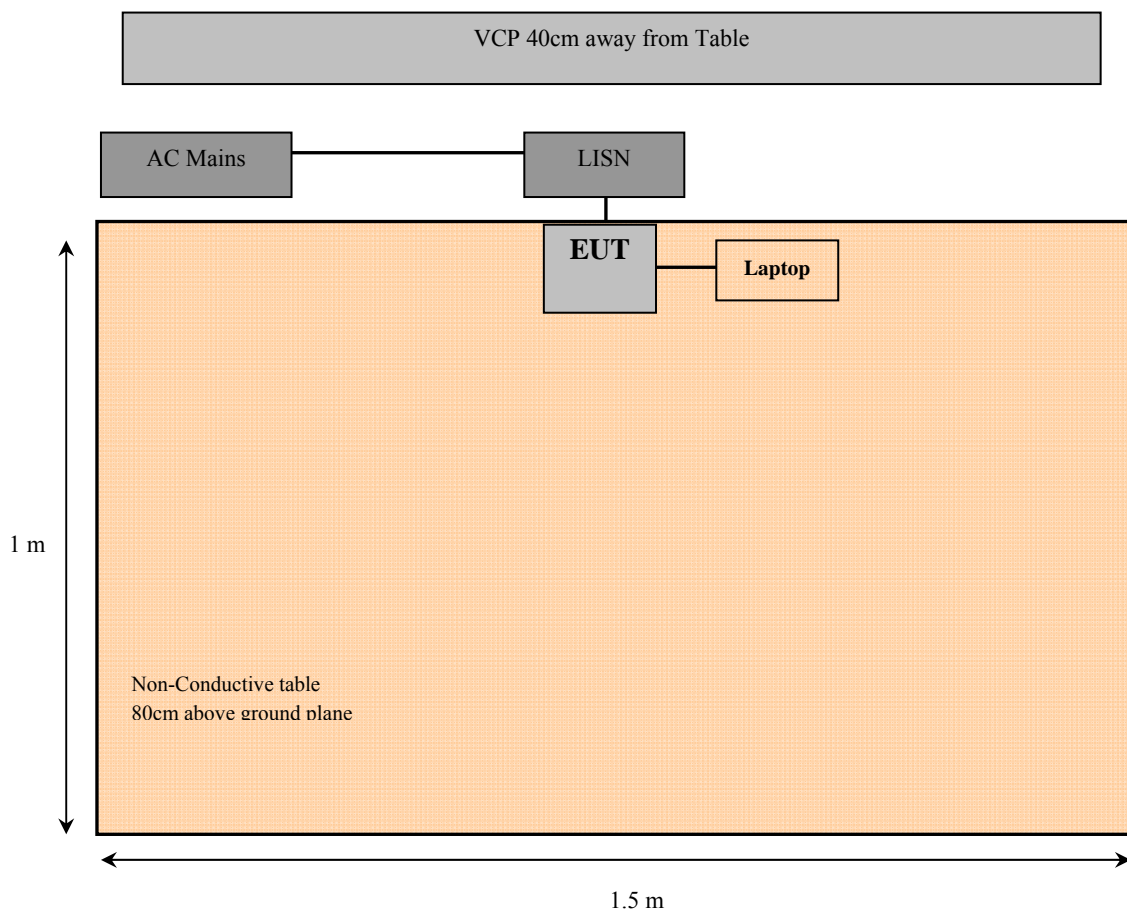 VCP 40cm away from Table
AC Mains
LISN
EUT
Laptop
1 m
Non-Conductive table
80cm above ground plane
1.5 m